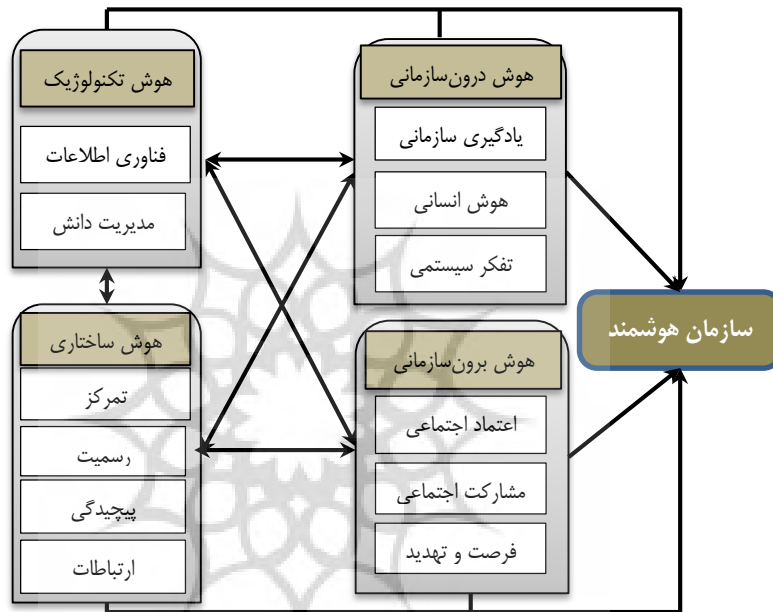 هوش تکنولوژیک
فناوری اطلاعات
مدیریت دانش
هوش درون‌سازمانی
یادگیری سازمانی
هوش انسانی
تفکر سیستمی
هوش ساختاری
تمرکز
رسمیت
پیچیدگی
ارتباطات
هوش برون‌سازمانی
اعتماد اجتماعی
مشارکت اجتماعی
فرصت و تهدید
سازمان هوشمند